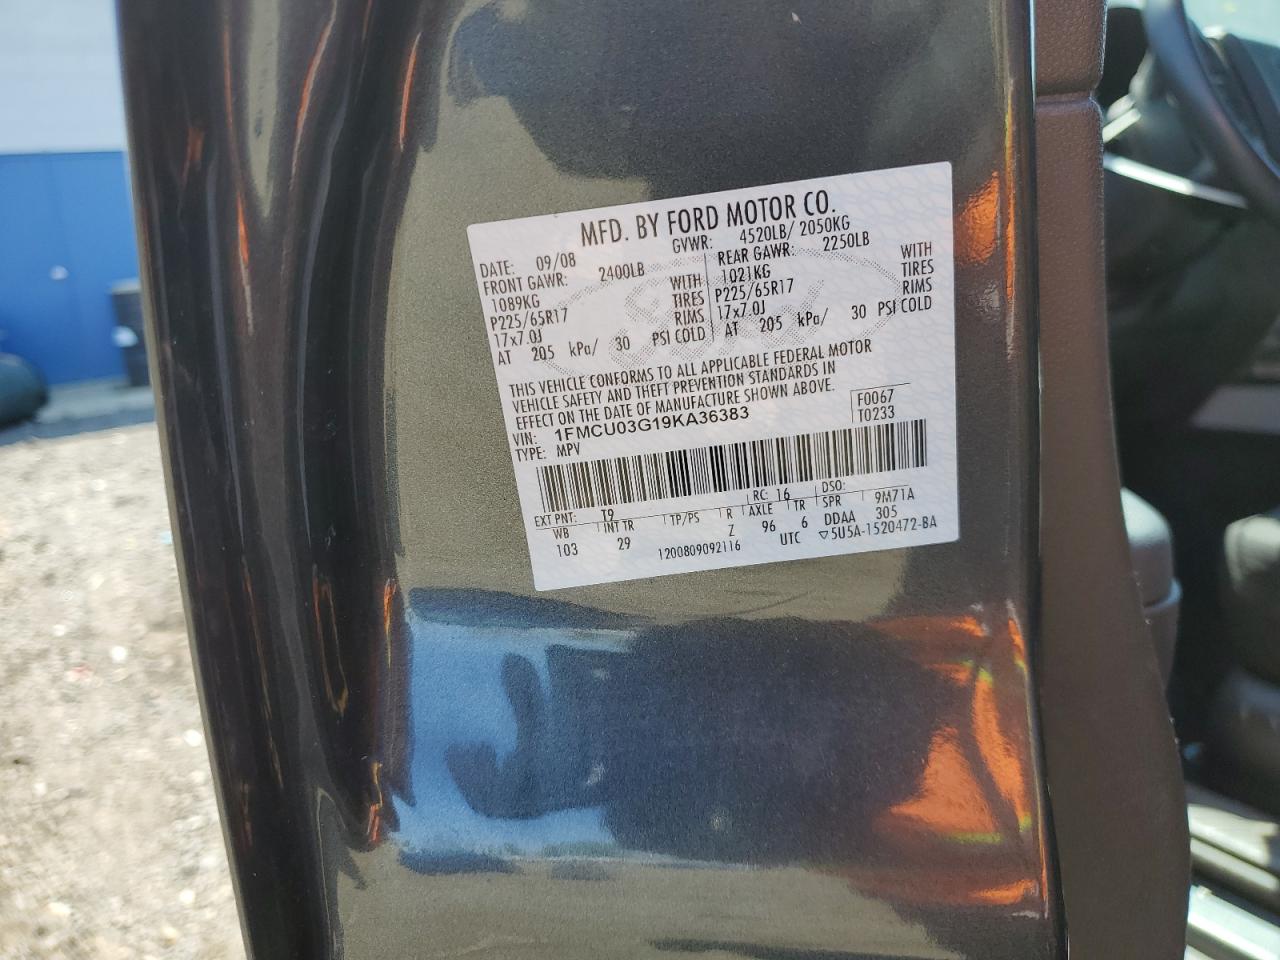 MFD. BY FORD MOTOR CO.
DATE: 09/08 GVWR: 4520LB/ 2050KG
FRONT GAWR: 2400LB
1089KG WITH
P225/65R17 TIRES
17x7.0J RIMS
AT 205 kPa/ 30 PSI COLD
REAR GAWR: 2250LB
1021KG WITH
P225/65R17 TIRES
17x7.0J RIMS
AT 205 kPa/ 30 PSI COLD
THIS VEHICLE CONFORMS TO ALL APPLICABLE FEDERAL MOTOR
VEHICLE SAFETY AND THEFT PREVENTION STANDARDS IN
EFFECT ON THE DATE OF MANUFACTURE SHOWN ABOVE.
VIN: 1FMCU03G19KA36383
TYPE: MPV
F0067
T0233
EXT PNT: T9 RC: 16 DSO:
WB INT TR TP/PS R AXLE TR SPR 9M71A
103 29 Z 96 6 DDAA 305
1200809092116 UTC ▽5U5A-1520472-BA